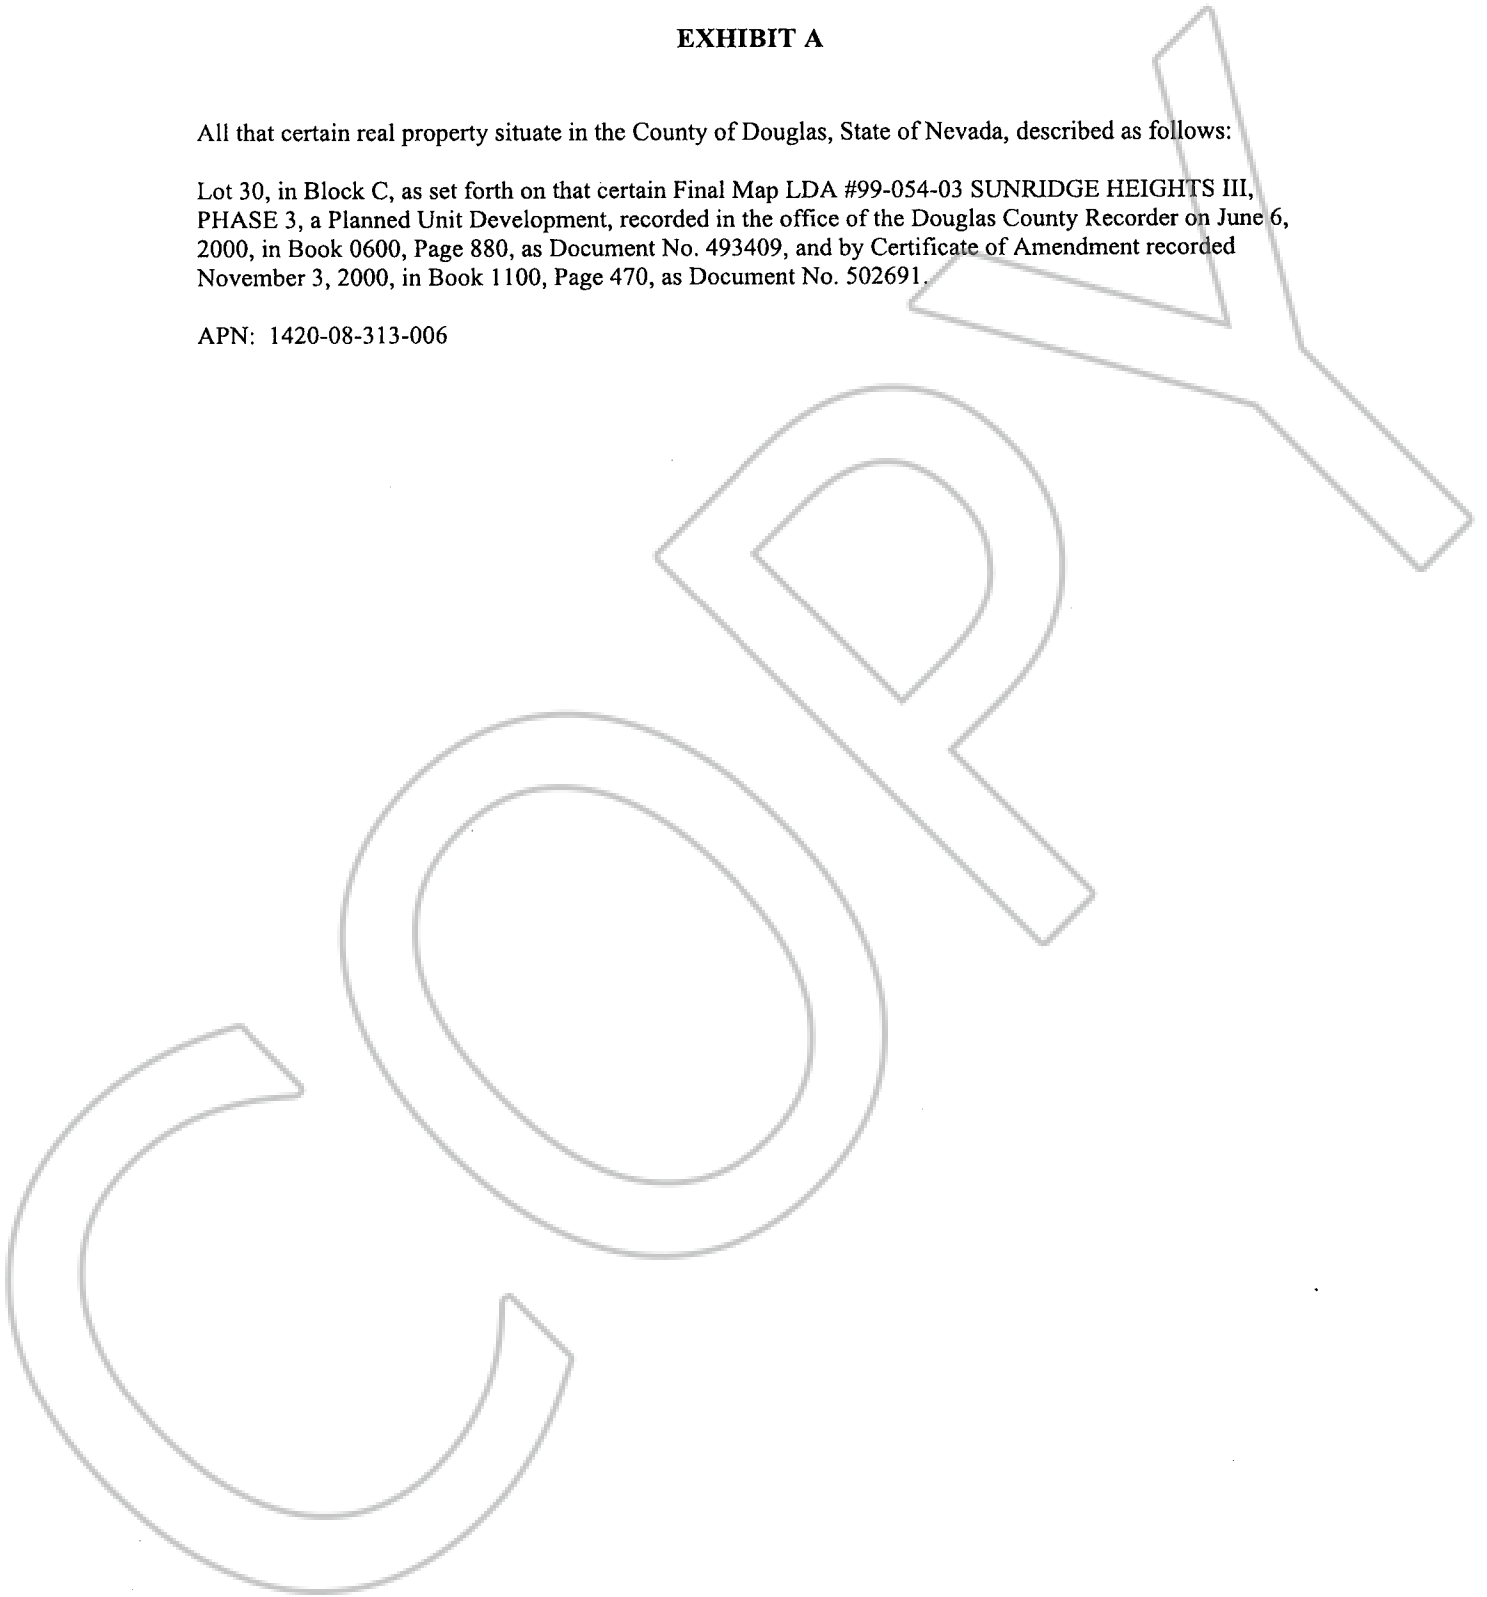 EXHIBIT A
All that certain real property situate in the County of Douglas, State of Nevada, described as follows:
Lot 30, in Block C, as set forth on that certain Final Map LDA #99-054-03 SUNRIDGE HEIGHTS III,
PHASE 3, a Planned Unit Development, recorded in the office of the Douglas County Recorder on June 6,
2000, in Book 0600, Page 880, as Document No. 493409, and by Certificate of Amendment recorded
November 3, 2000, in Book 1100, Page 470, as Document No. 502691.
APN: 1420-08-313-006
COPY